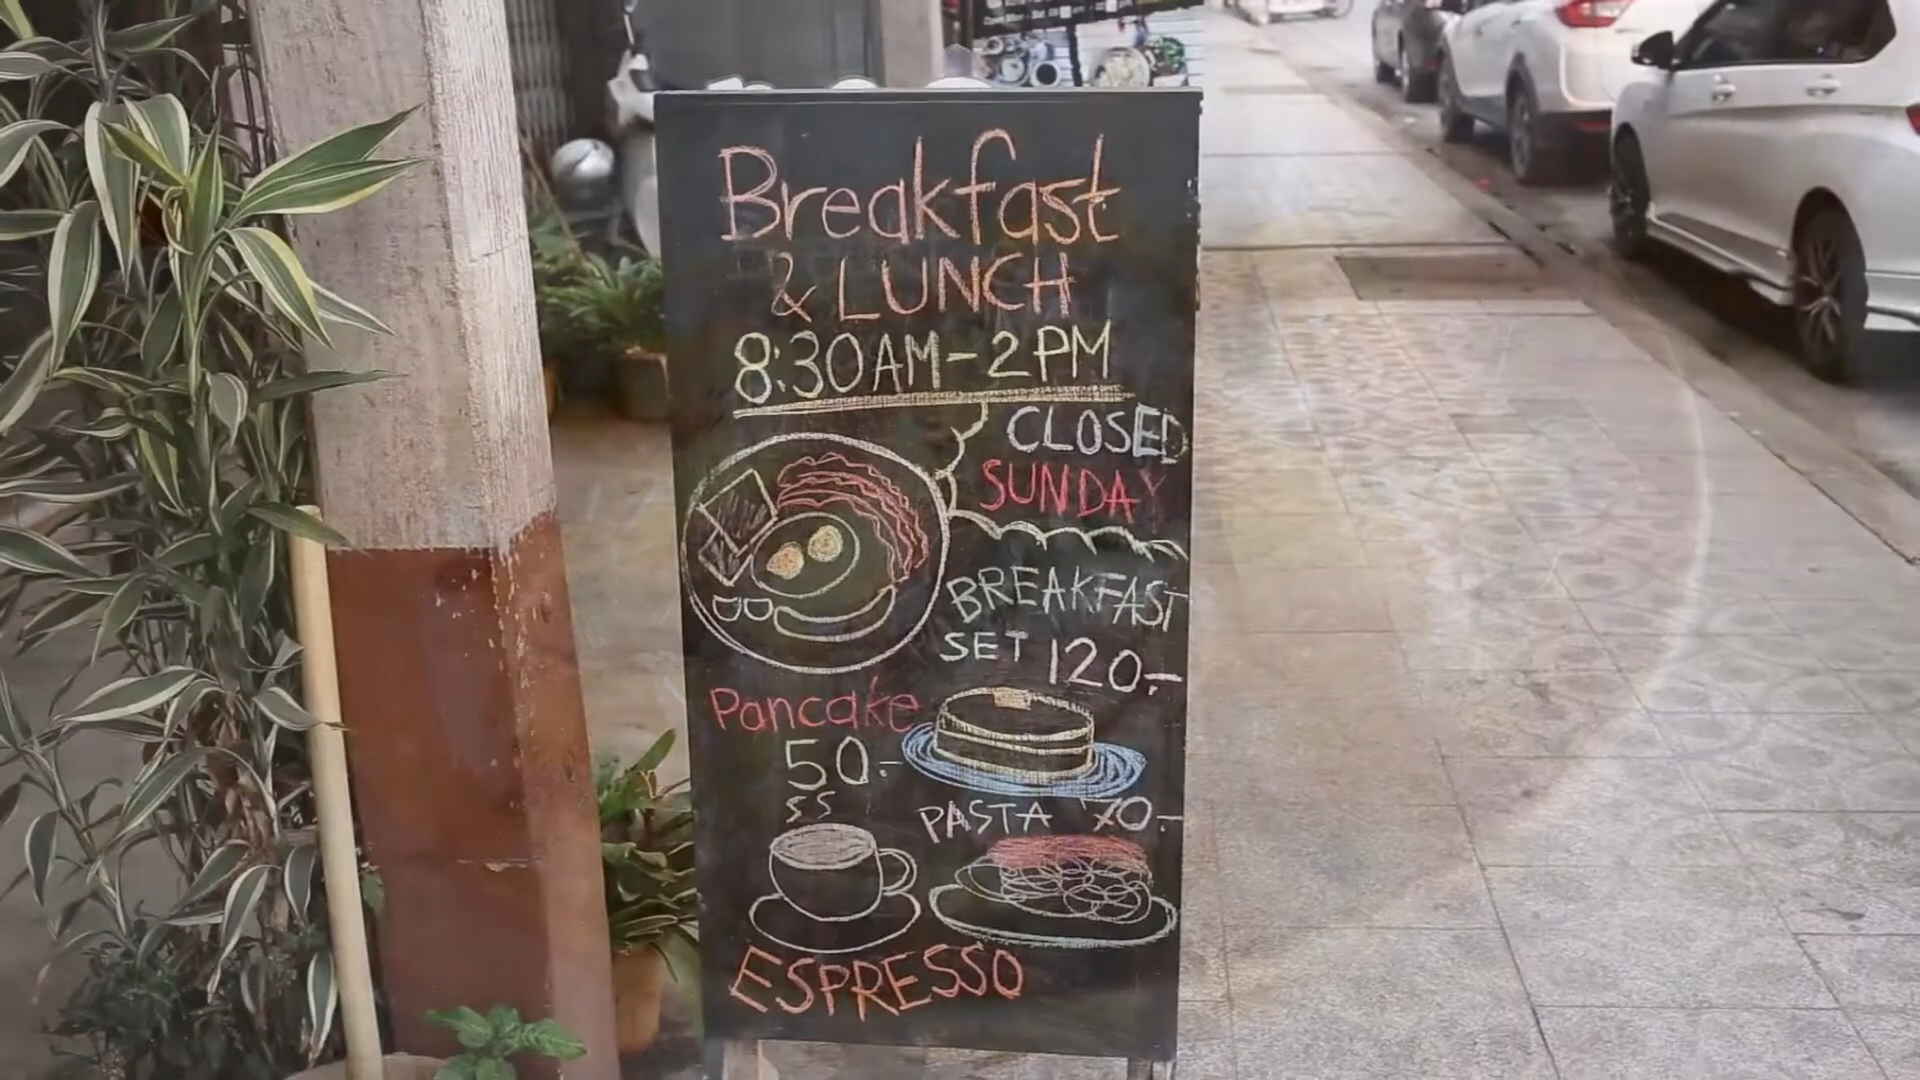 Breakfast
& LUNCH
8:30AM-2PM
CLOSED
SUNDAY
BREAKFAST
SET 120.-
Pancake
50.-
PASTA 70.-
ESPRESSO